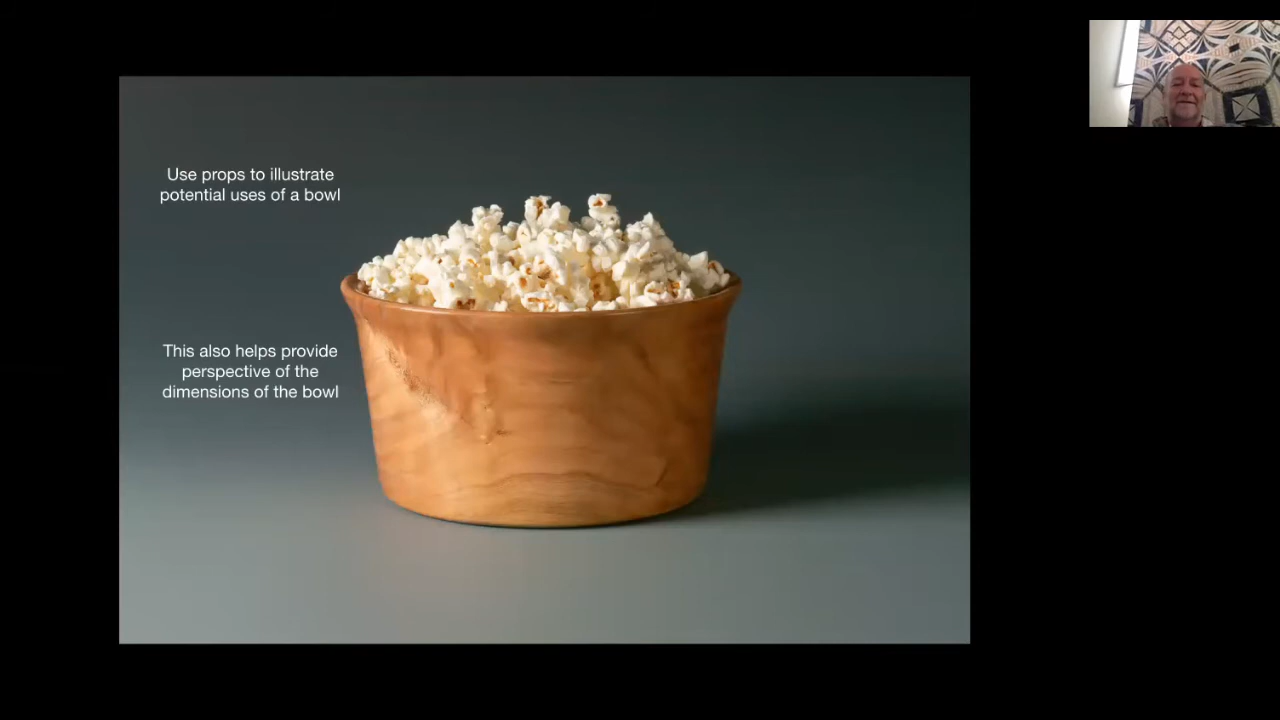 Use props to illustrate
potential uses of a bowl
This also helps provide
perspective of the
dimensions of the bowl